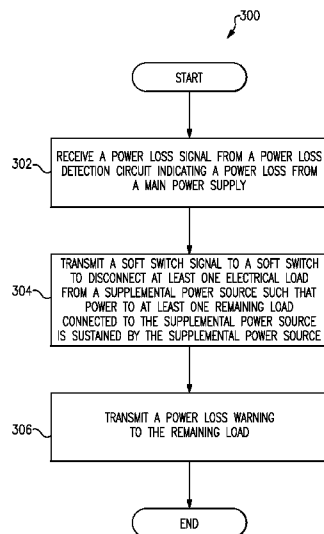 300
START
302
RECEIVE A POWER LOSS SIGNAL FROM A POWER LOSS
DETECTION CIRCUIT INDICATING A POWER LOSS FROM
A MAIN POWER SUPPLY
304
TRANSMIT A SOFT SWITCH SIGNAL TO A SOFT SWITCH
TO DISCONNECT AT LEAST ONE ELECTRICAL LOAD
FROM A SUPPLEMENTAL POWER SOURCE SUCH THAT
POWER TO AT LEAST ONE REMAINING LOAD
CONNECTED TO THE SUPPLEMENTAL POWER SOURCE
IS SUSTAINED BY THE SUPPLEMENTAL POWER SOURCE
306
TRANSMIT A POWER LOSS WARNING
TO THE REMAINING LOAD
END